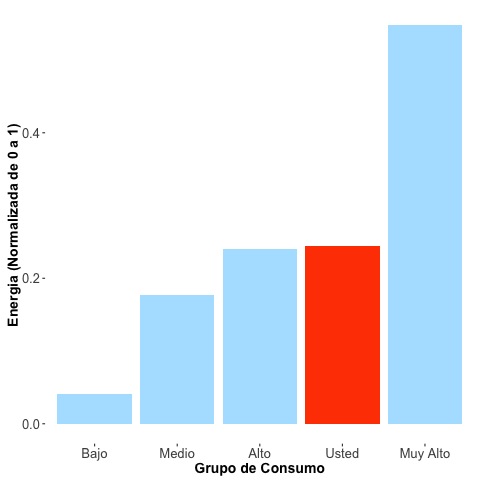 Energia (Normalizada de 0 a 1)
0.4
0.2
0.0
Bajo Medio Alto Usted Muy Alto
Grupo de Consumo